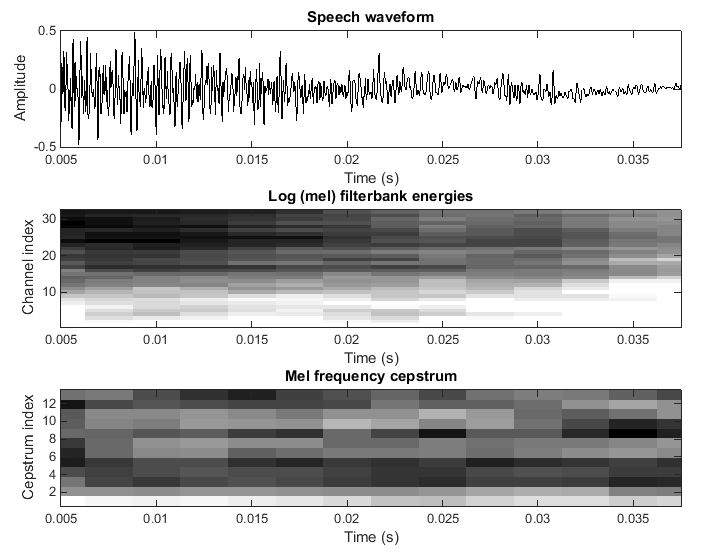 Speech waveform
0.5
0
-0.5
Amplitude
0.005 0.01 0.015 0.02 0.025 0.03 0.035
Time (s)
Log (mel) filterbank energies
30
20
10
Channel index
0.005 0.01 0.015 0.02 0.025 0.03 0.035
Time (s)
Mel frequency cepstrum
12
10
8
6
4
2
Cepstrum index
0.005 0.01 0.015 0.02 0.025 0.03 0.035
Time (s)